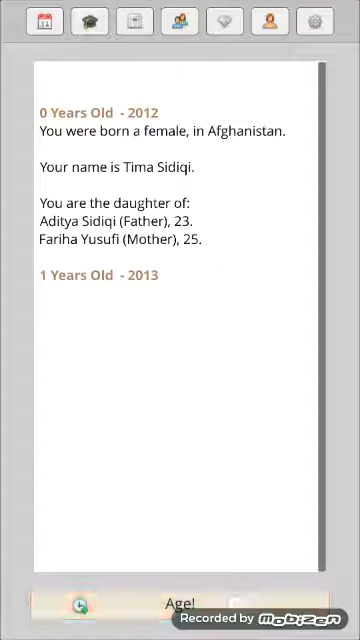 0 Years Old - 2012
You were born a female, in Afghanistan.
Your name is Tima Sidiqi.
You are the daughter of:
Aditya Sidiqi (Father), 23.
Fariha Yusufi (Mother), 25.
1 Years Old - 2013
Age!
Recorded by MOBIZEN